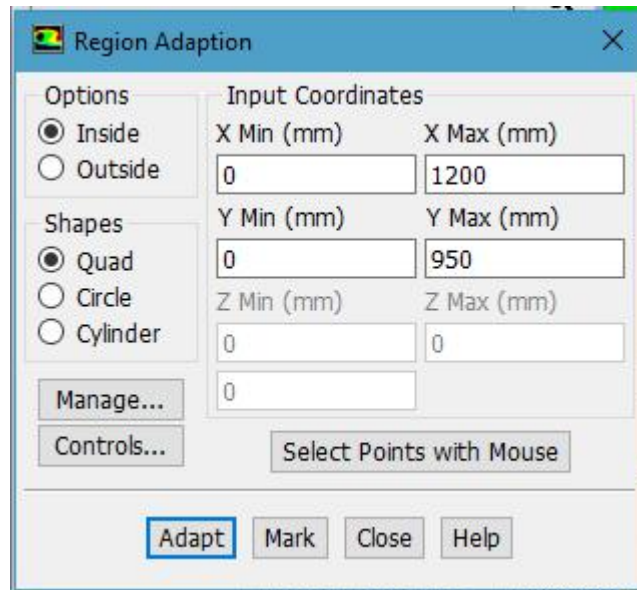 Region Adaption
Options
Inside
Outside
Shapes
Quad
Circle
Cylinder
Manage...
Controls...
Input Coordinates
X Min (mm) X Max (mm)
0 1200
Y Min (mm) Y Max (mm)
0 950
Z Min (mm) Z Max (mm)
0 0
0
Select Points with Mouse
Adapt Mark Close Help